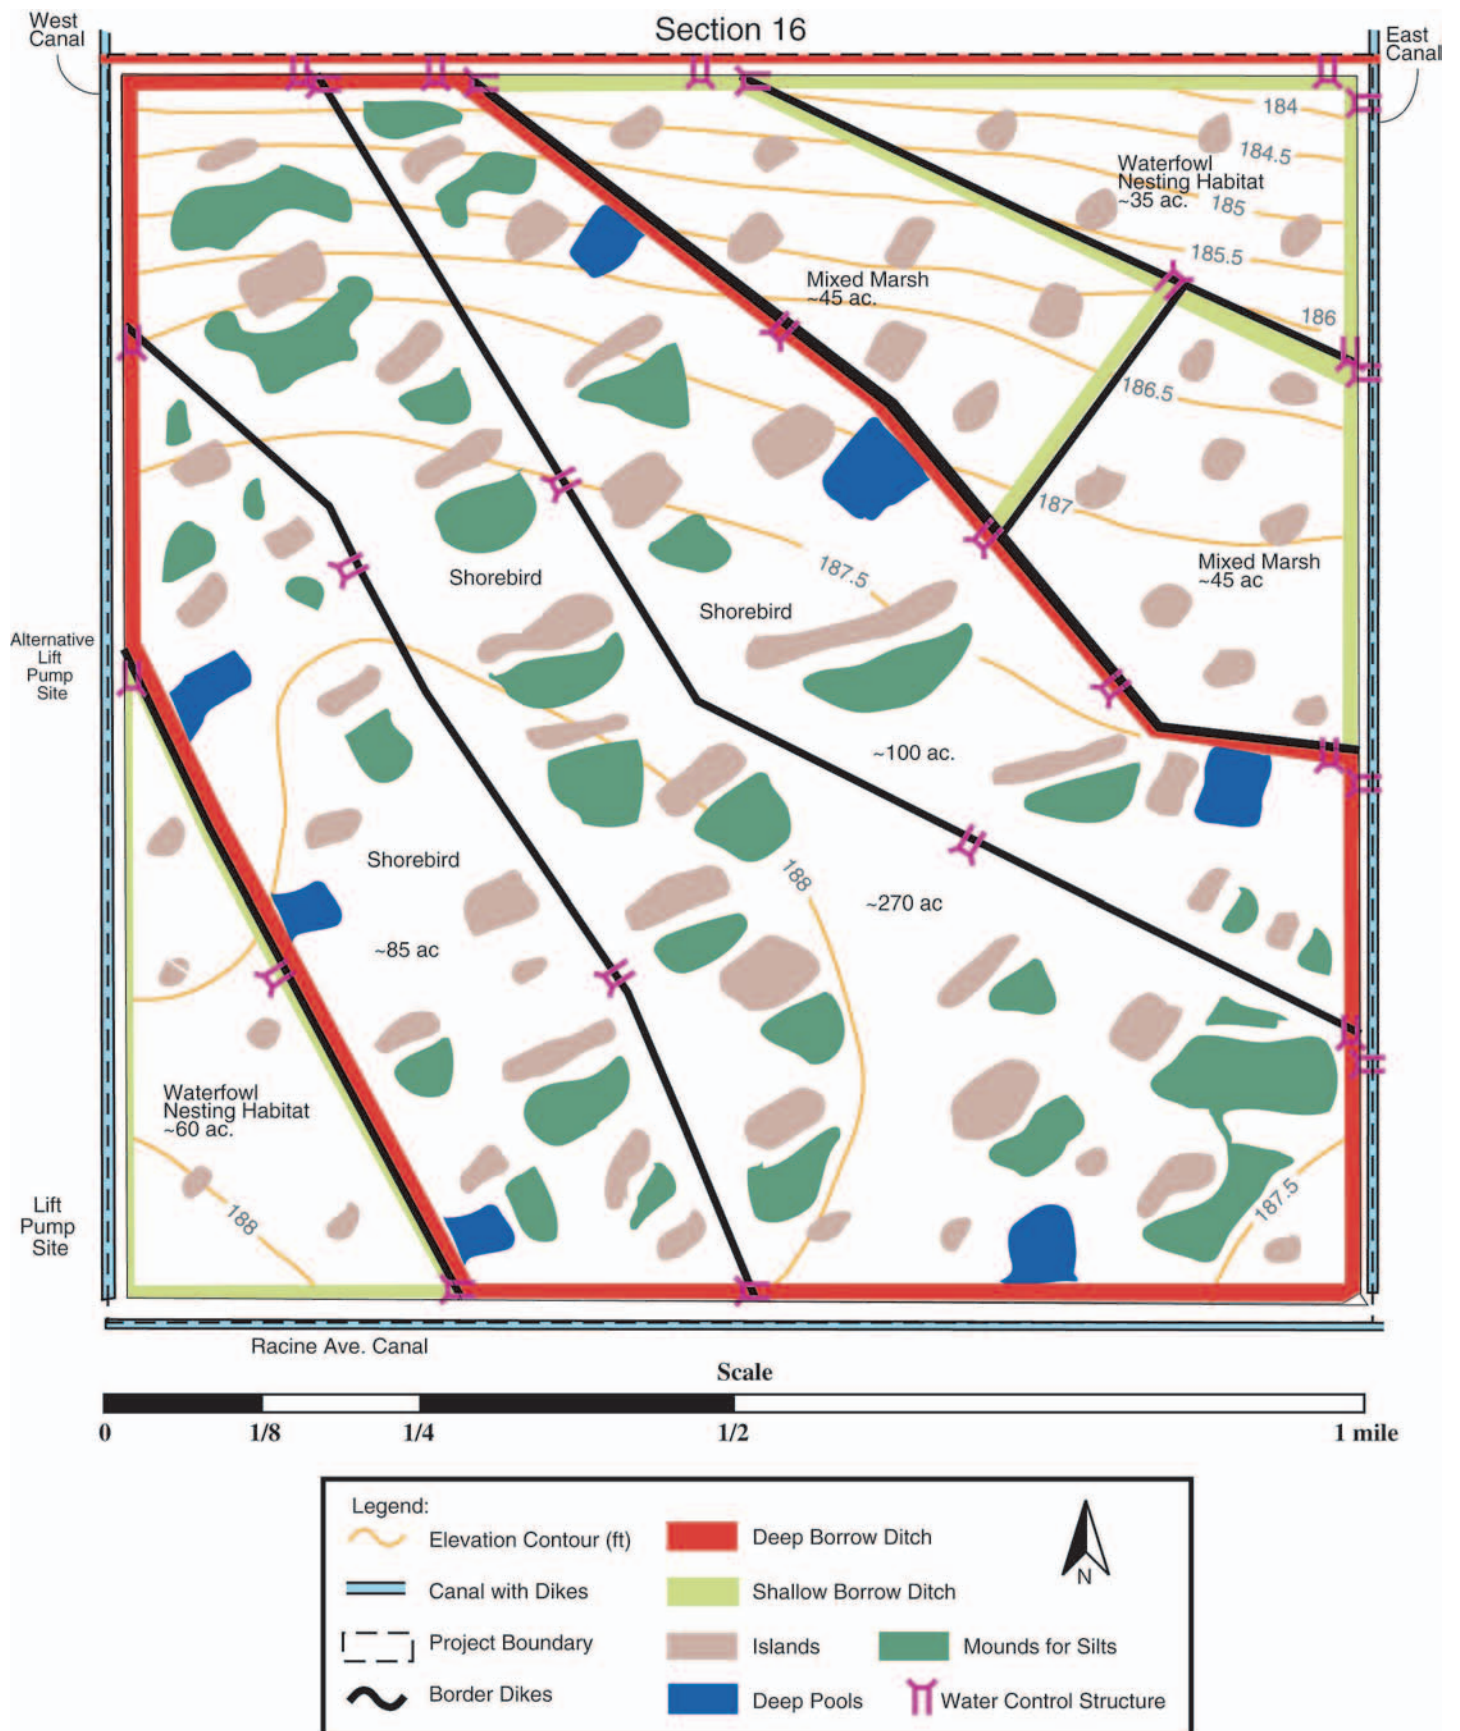 Section 16
West
Canal
East
Canal
184
184.5
Waterfowl
Nesting Habitat
~35 ac.
185
185.5
Mixed Marsh
~45 ac.
186
186.5
187
Mixed Marsh
~45 ac
187.5
Shorebird
Shorebird
Alternative
Lift
Pump
Site
~100 ac.
Shorebird
188
~270 ac
~85 ac
Waterfowl
Nesting Habitat
~60 ac.
188
187.5
Lift
Pump
Site
Racine Ave. Canal
Scale
0 1/8 1/4 1/2 1 mile
Legend:
Elevation Contour (ft)
Deep Borrow Ditch
Canal with Dikes
Shallow Borrow Ditch
N
Project Boundary
Islands
Mounds for Silts
Border Dikes
Deep Pools
Water Control Structure